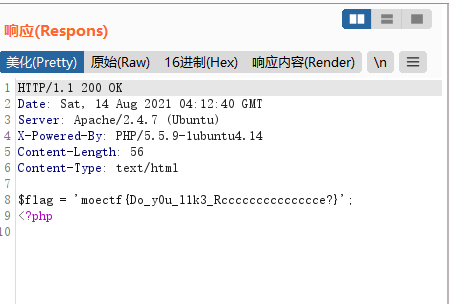 响应(Respons)
美化(Pretty) 原始(Raw) 16进制(Hex) 响应内容(Render) \n
1 HTTP/1.1 200 OK
2 Date: Sat, 14 Aug 2021 04:12:40 GMT
3 Server: Apache/2.4.7 (Ubuntu)
4 X-Powered-By: PHP/5.5.9-1ubuntu4.14
5 Content-Length: 56
6 Content-Type: text/html
7
8 $flag = 'moectf{Do_y0u_l1k3_Rccccccccccccccce?}';
9 <?php
10